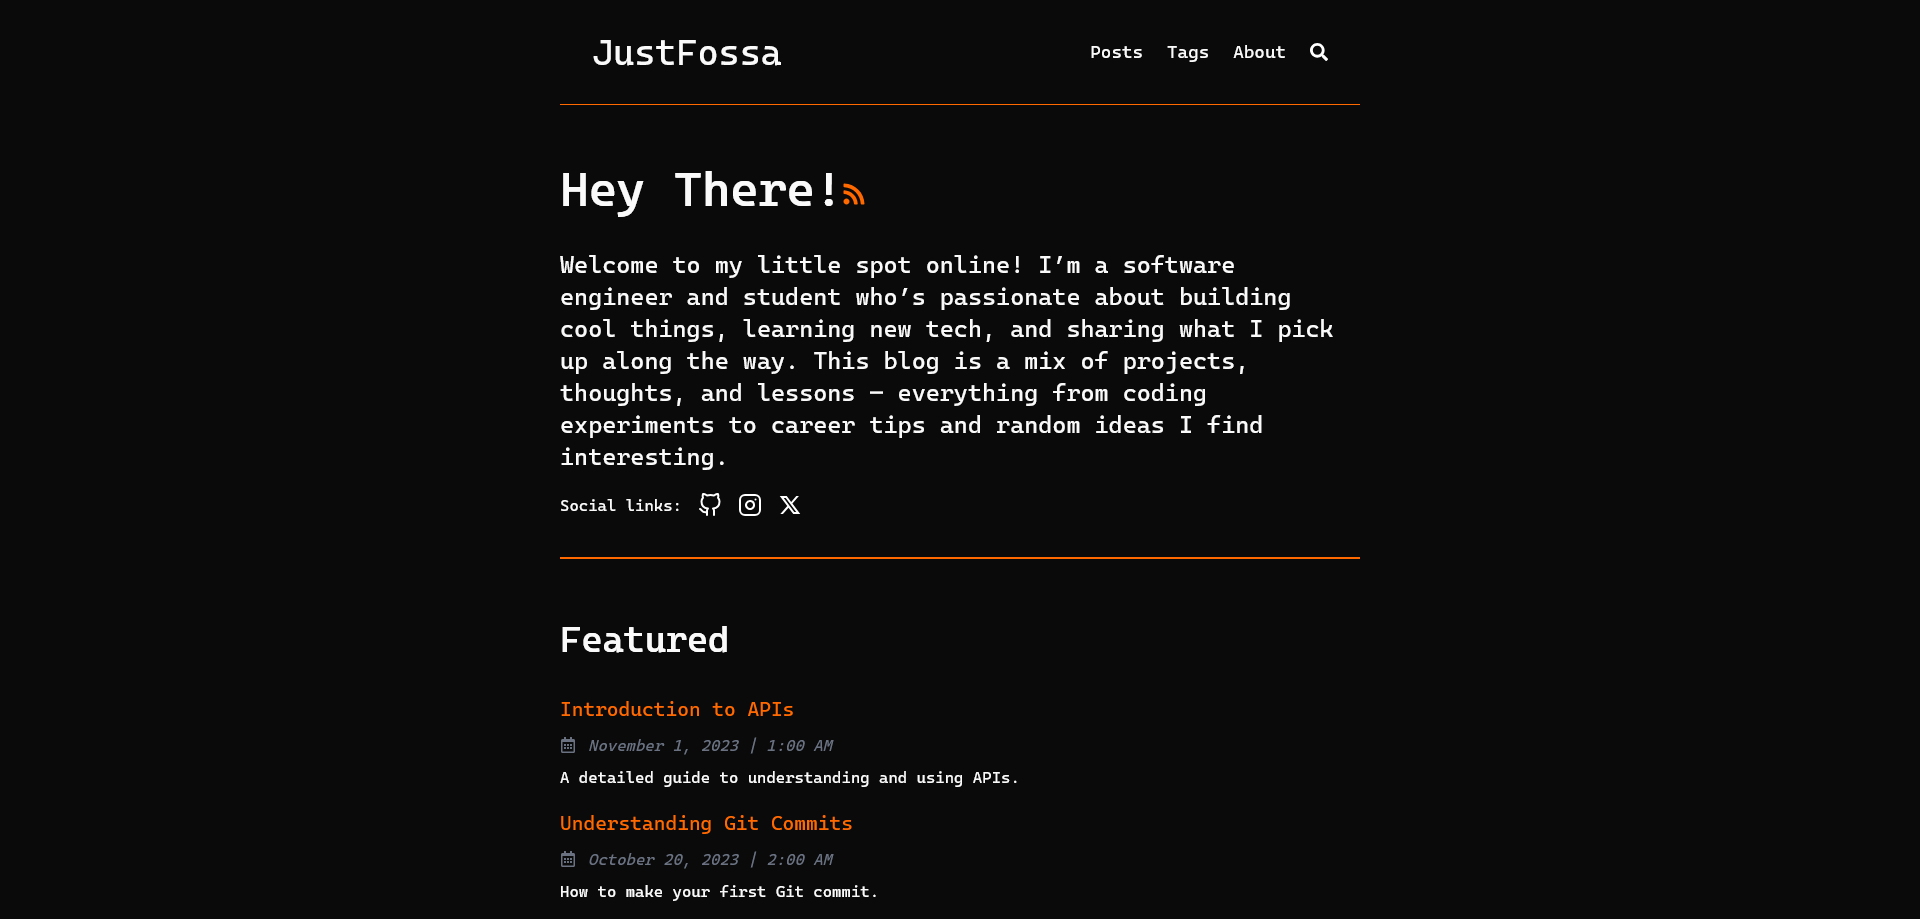 JustFossa
Posts Tags About
Hey There!
Welcome to my little spot online! I’m a software
engineer and student who’s passionate about building
cool things, learning new tech, and sharing what I pick
up along the way. This blog is a mix of projects,
thoughts, and lessons — everything from coding
experiments to career tips and random ideas I find
interesting.
Social links:
Featured
Introduction to APIs
November 1, 2023 | 1:00 AM
A detailed guide to understanding and using APIs.
Understanding Git Commits
October 20, 2023 | 2:00 AM
How to make your first Git commit.